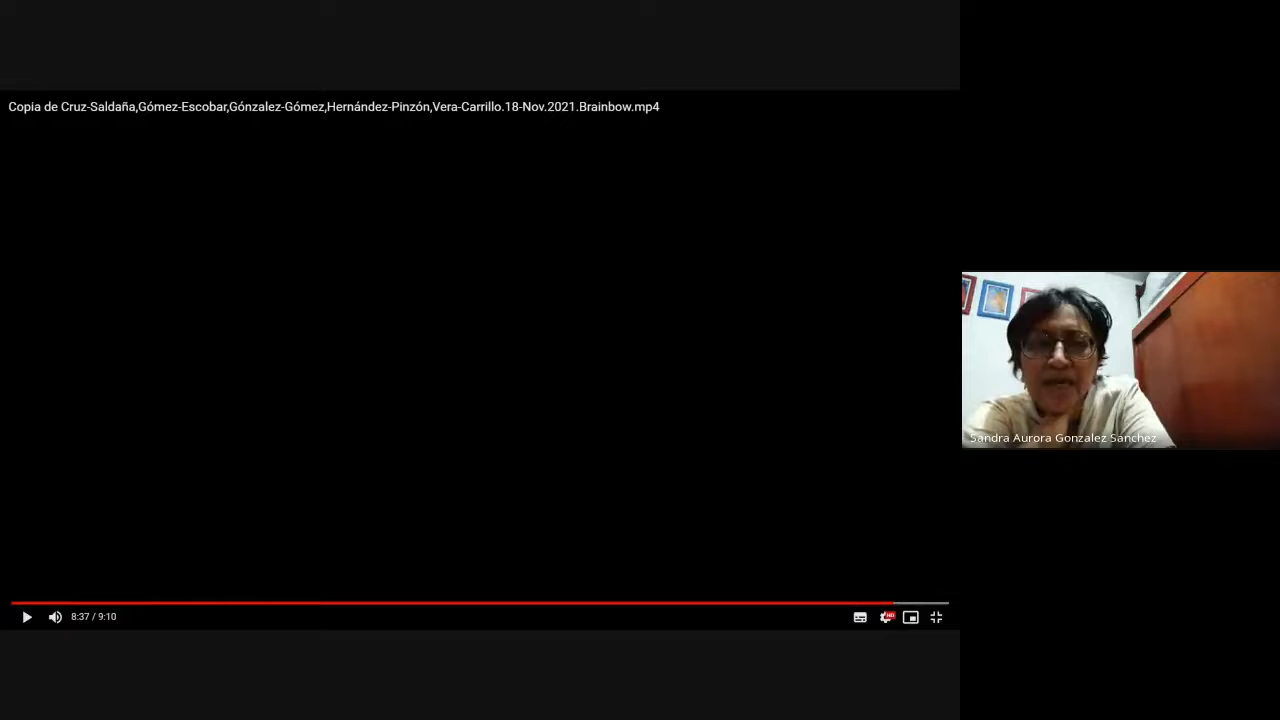 Copia de Cruz-Saldaña,Gómez-Escobar,Gónzalez-Gómez,Hernández-Pinzón,Vera-Carrillo.18-Nov.2021.Brainbow.mp4
Sandra Aurora Gonzalez Sanchez
8:37 / 9:10
HD